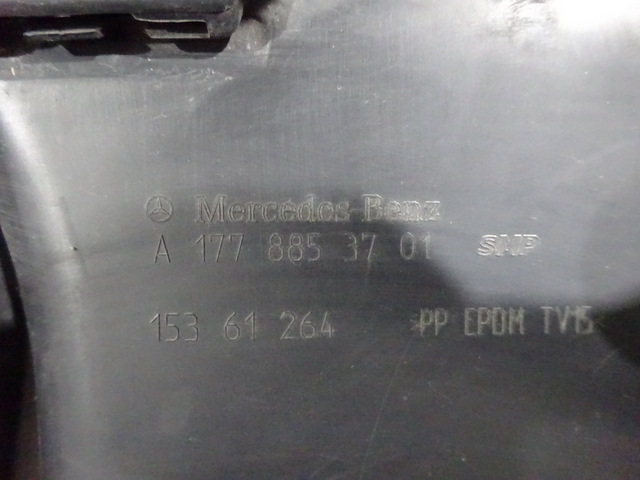 Mercedes-Benz
A 177 885 37 01 SMP
153 61 264 >PP EPDM TV15